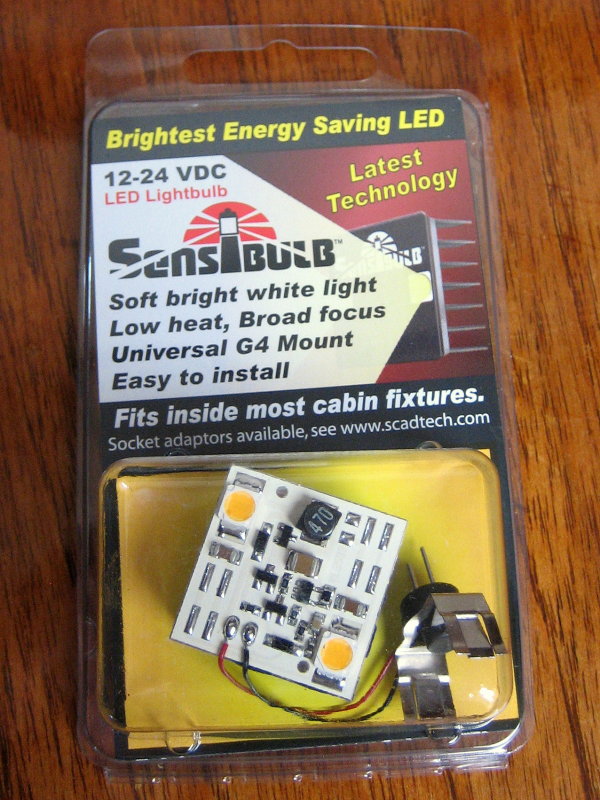 Brightest Energy Saving LED
12-24 VDC
LED Lightbulb
Latest
Technology
SensiBulb™
Soft bright white light
Low heat, Broad focus
Universal G4 Mount
Easy to install
Fits inside most cabin fixtures.
Socket adaptors available, see www.scadtech.com
470